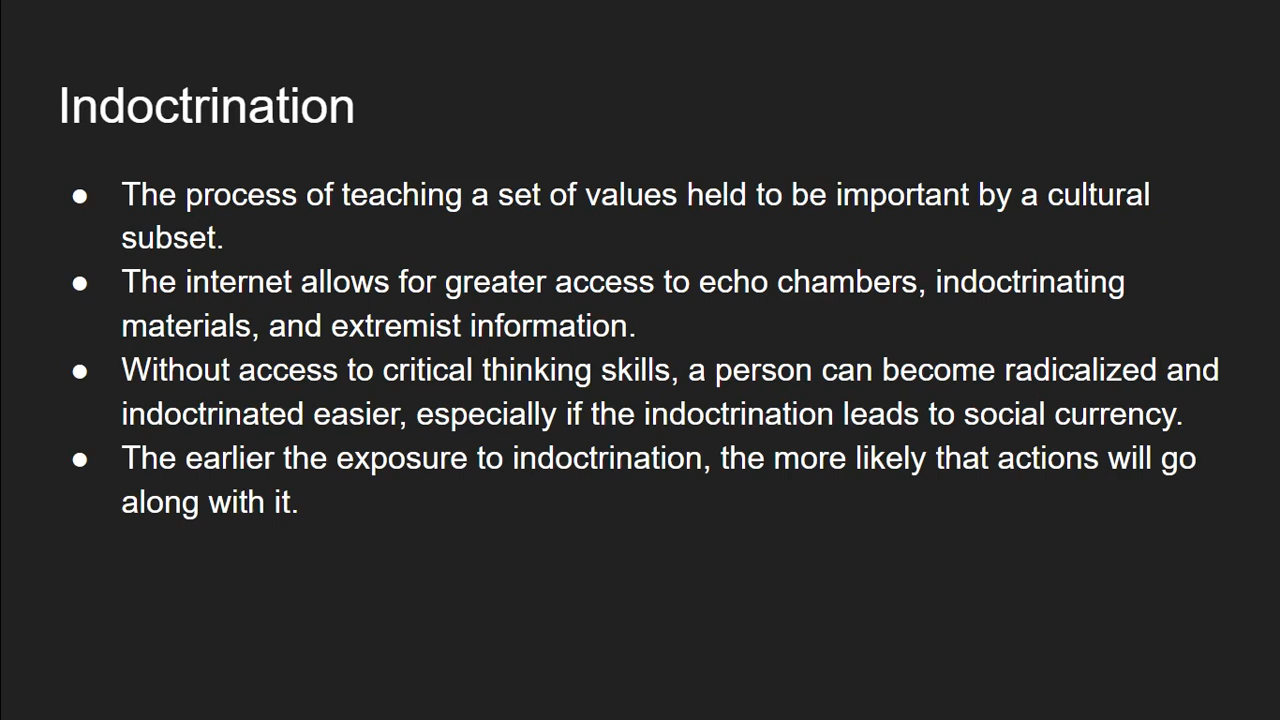 Indoctrination
● The process of teaching a set of values held to be important by a cultural
subset.
● The internet allows for greater access to echo chambers, indoctrinating
materials, and extremist information.
● Without access to critical thinking skills, a person can become radicalized and
indoctrinated easier, especially if the indoctrination leads to social currency.
● The earlier the exposure to indoctrination, the more likely that actions will go
along with it.